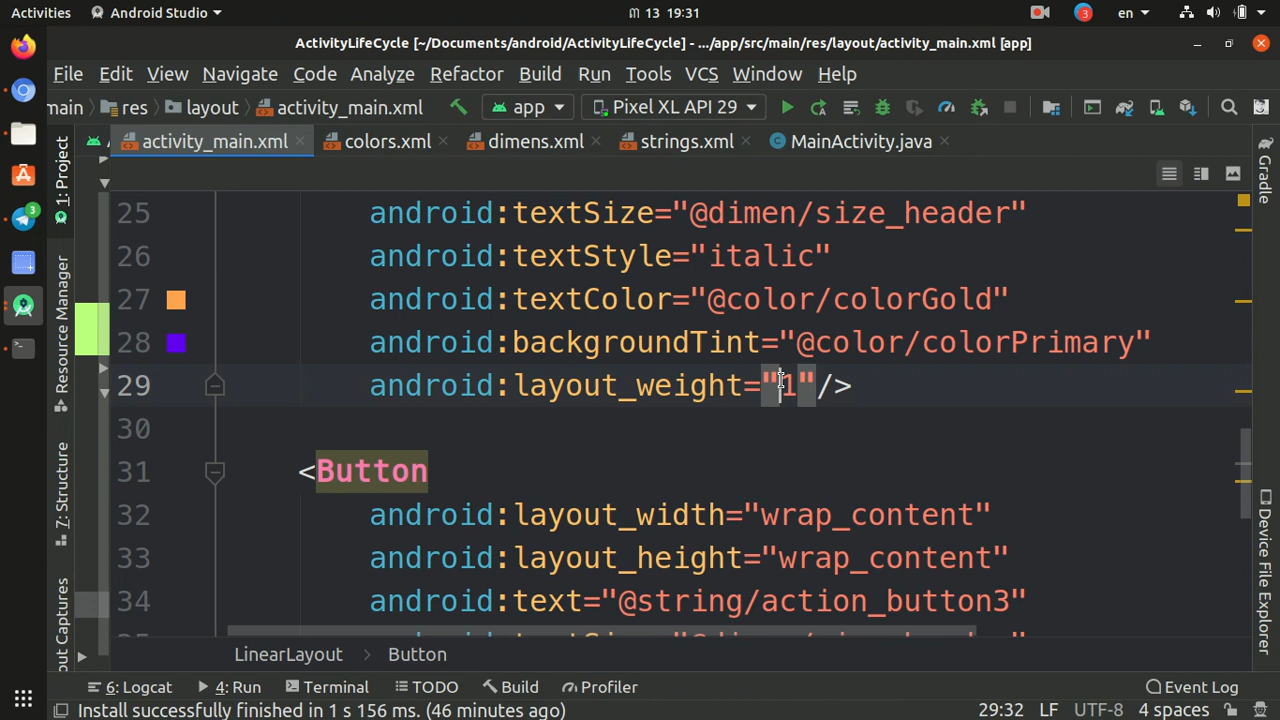 Activities
Android Studio
ពា 13 19:31
3
en
ActivityLifeCycle [~/Documents/android/ActivityLifeCycle] - .../app/src/main/res/layout/activity_main.xml [app]
File Edit View Navigate Code Analyze Refactor Build Run Tools VCS Window Help
main res layout activity_main.xml app Pixel XL API 29
activity_main.xml colors.xml dimens.xml strings.xml MainActivity.java
1: Project
Resource Manager
7: Structure
out Captures
3
25 android:textSize="@dimen/size_header"
26 android:textStyle="italic"
27 android:textColor="@color/colorGold"
28 android:backgroundTint="@color/colorPrimary"
29 android:layout_weight="1"/>
30
31 <Button
32 android:layout_width="wrap_content"
33 android:layout_height="wrap_content"
34 android:text="@string/action_button3"
Gradle
Device File Explorer
LinearLayout > Button
6: Logcat 4: Run Terminal TODO Build Profiler Event Log
Install successfully finished in 1 s 156 ms. (46 minutes ago) 29:32 LF UTF-8 4 spaces